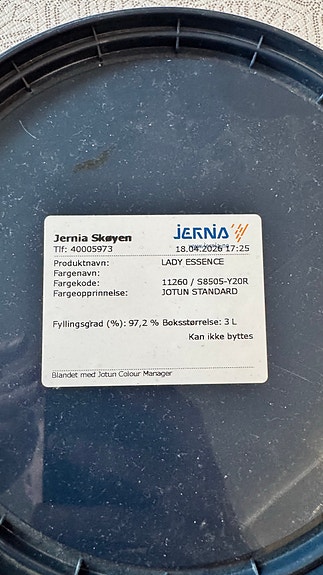 JERNIA
Jernia Skøyen
Tlf: 40005973 18.04.2026 17:25
Produktnavn: LADY ESSENCE
Fargenavn:
Fargekode: 11260 / S8505-Y20R
Fargeopprinnelse: JOTUN STANDARD
Fyllingsgrad (%): 97,2 % Boksstørrelse: 3 L
Kan ikke byttes
Blandet med Jotun Colour Manager